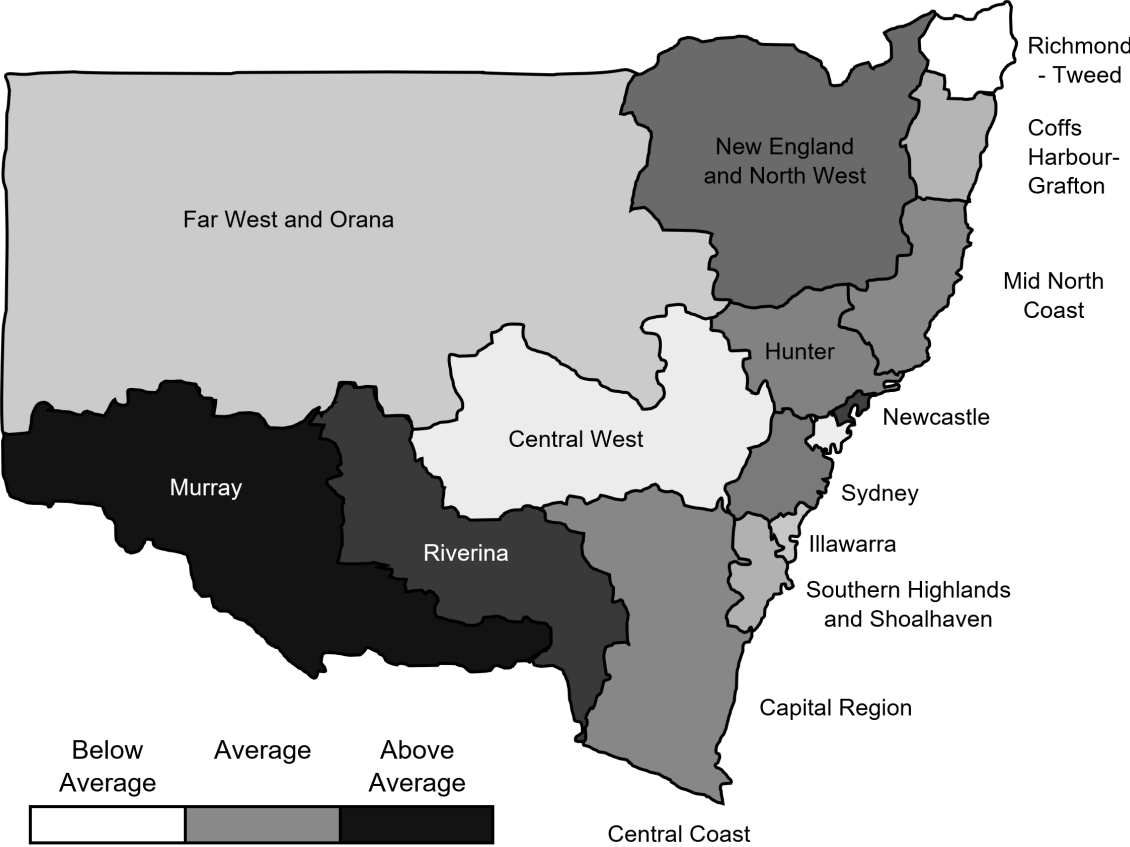 Richmond
- Tweed
Coffs
Harbour-
Grafton
New England
and North West
Far West and Orana
Mid North
Coast
Hunter
Newcastle
Central West
Murray
Sydney
Riverina
Illawarra
Southern Highlands
and Shoalhaven
Capital Region
Below
Average
Average
Above
Average
Central Coast